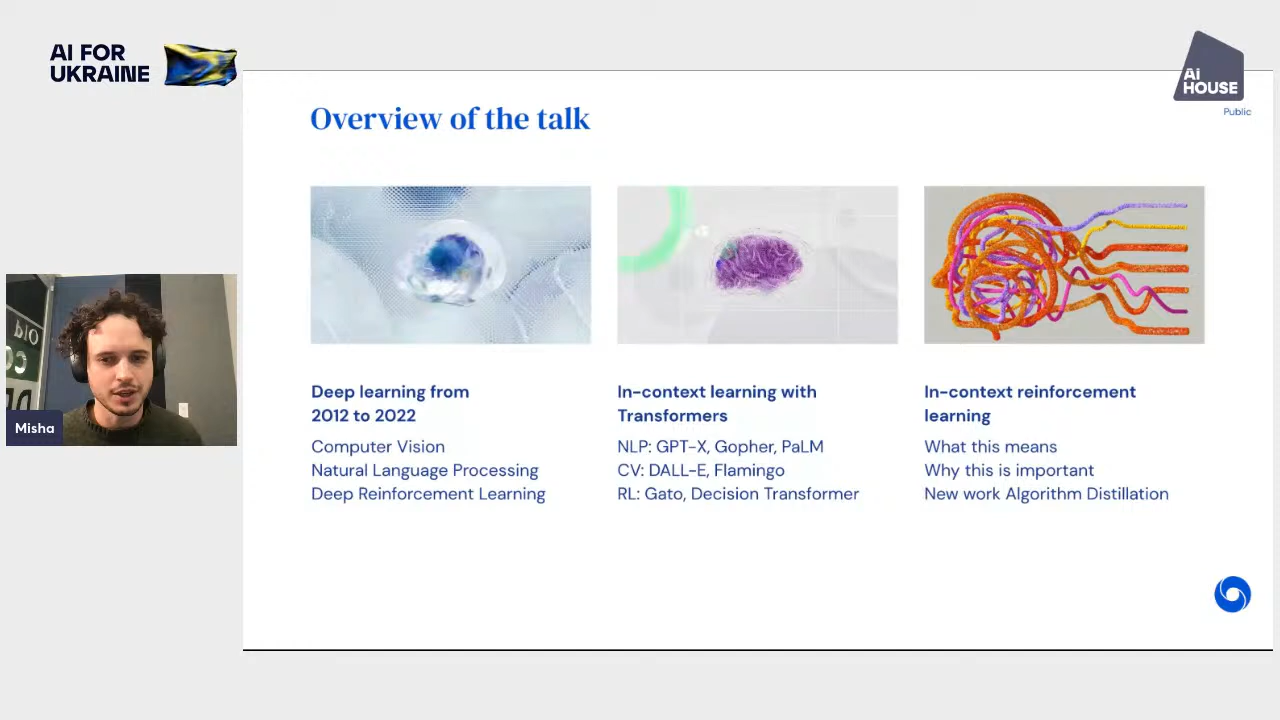 AI FOR
UKRAINE
Ai
HOUSE
Public
Overview of the talk
Deep learning from
2012 to 2022
Computer Vision
Natural Language Processing
Deep Reinforcement Learning
In-context learning with
Transformers
NLP: GPT-X, Gopher, PaLM
CV: DALL-E, Flamingo
RL: Gato, Decision Transformer
In-context reinforcement
learning
What this means
Why this is important
New work Algorithm Distillation
Old
Misha